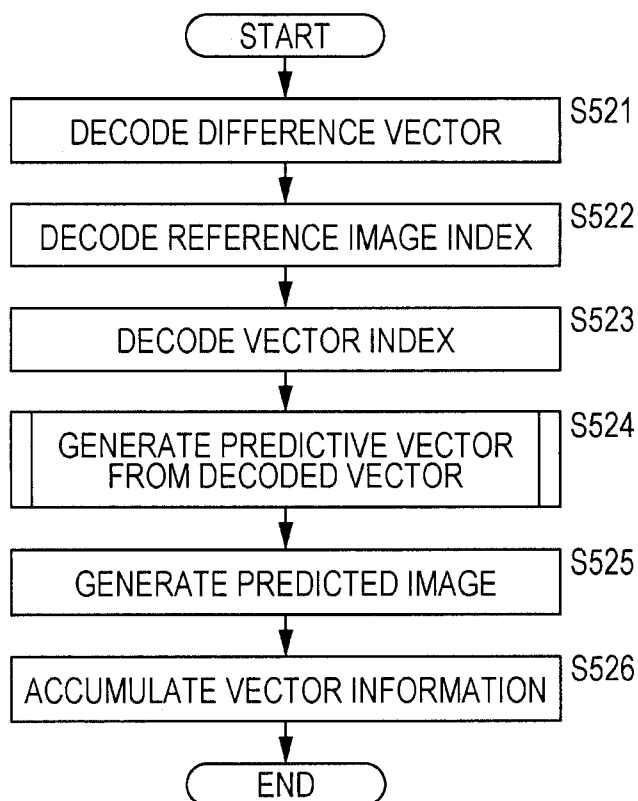 START
DECODE DIFFERENCE VECTOR
S521
DECODE REFERENCE IMAGE INDEX
S522
DECODE VECTOR INDEX
S523
GENERATE PREDICTIVE VECTOR
FROM DECODED VECTOR
S524
GENERATE PREDICTED IMAGE
S525
ACCUMULATE VECTOR INFORMATION
S526
END